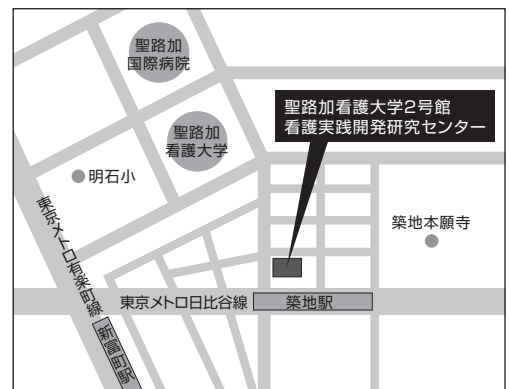 聖路加
国際病院
聖路加看護大学2号館
看護実践開発研究センター
聖路加
看護大学
明石小
築地本願寺
東京メトロ有楽町線
新富町駅
東京メトロ日比谷線
築地駅